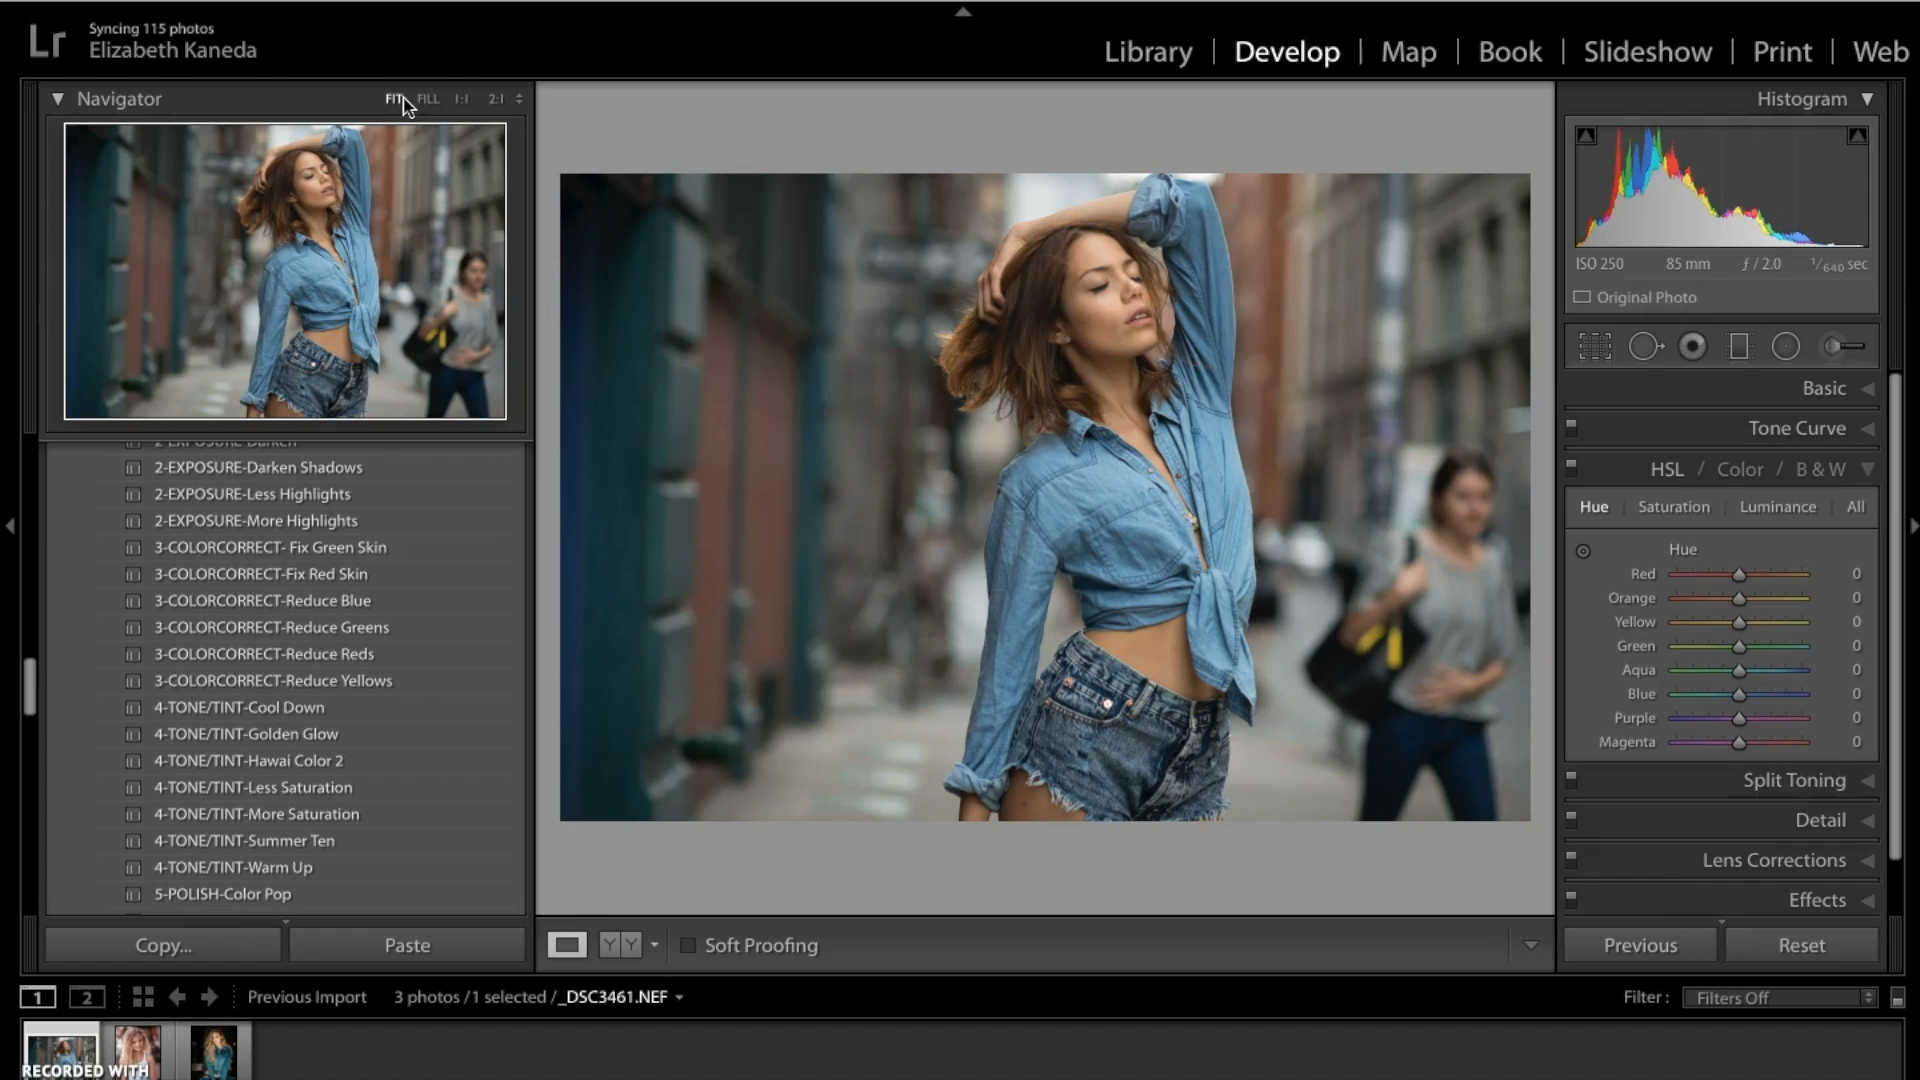 Lr
Syncing 115 photos
Elizabeth Kaneda
Library | Develop | Map | Book | Slideshow | Print | Web
Navigator
FIT FILL 1:1 2:1
2-EXPOSURE-Darken
2-EXPOSURE-Darken Shadows
2-EXPOSURE-Less Highlights
2-EXPOSURE-More Highlights
3-COLORCORRECT- Fix Green Skin
3-COLORCORRECT-Fix Red Skin
3-COLORCORRECT-Reduce Blue
3-COLORCORRECT-Reduce Greens
3-COLORCORRECT-Reduce Reds
3-COLORCORRECT-Reduce Yellows
4-TONE/TINT-Cool Down
4-TONE/TINT-Golden Glow
4-TONE/TINT-Hawai Color 2
4-TONE/TINT-Less Saturation
4-TONE/TINT-More Saturation
4-TONE/TINT-Summer Ten
4-TONE/TINT-Warm Up
5-POLISH-Color Pop
Copy...
Paste
YY
Soft Proofing
Histogram
ISO 250 85 mm ƒ / 2.0 1/640 sec
Original Photo
Basic
Tone Curve
HSL / Color / B & W
Hue Saturation Luminance All
Hue
Red 0
Orange 0
Yellow 0
Green 0
Aqua 0
Blue 0
Purple 0
Magenta 0
Split Toning
Detail
Lens Corrections
Effects
Previous
Reset
1 2 Previous Import 3 photos /1 selected /_DSC3461.NEF
Filter : Filters Off
RECORDED WITH